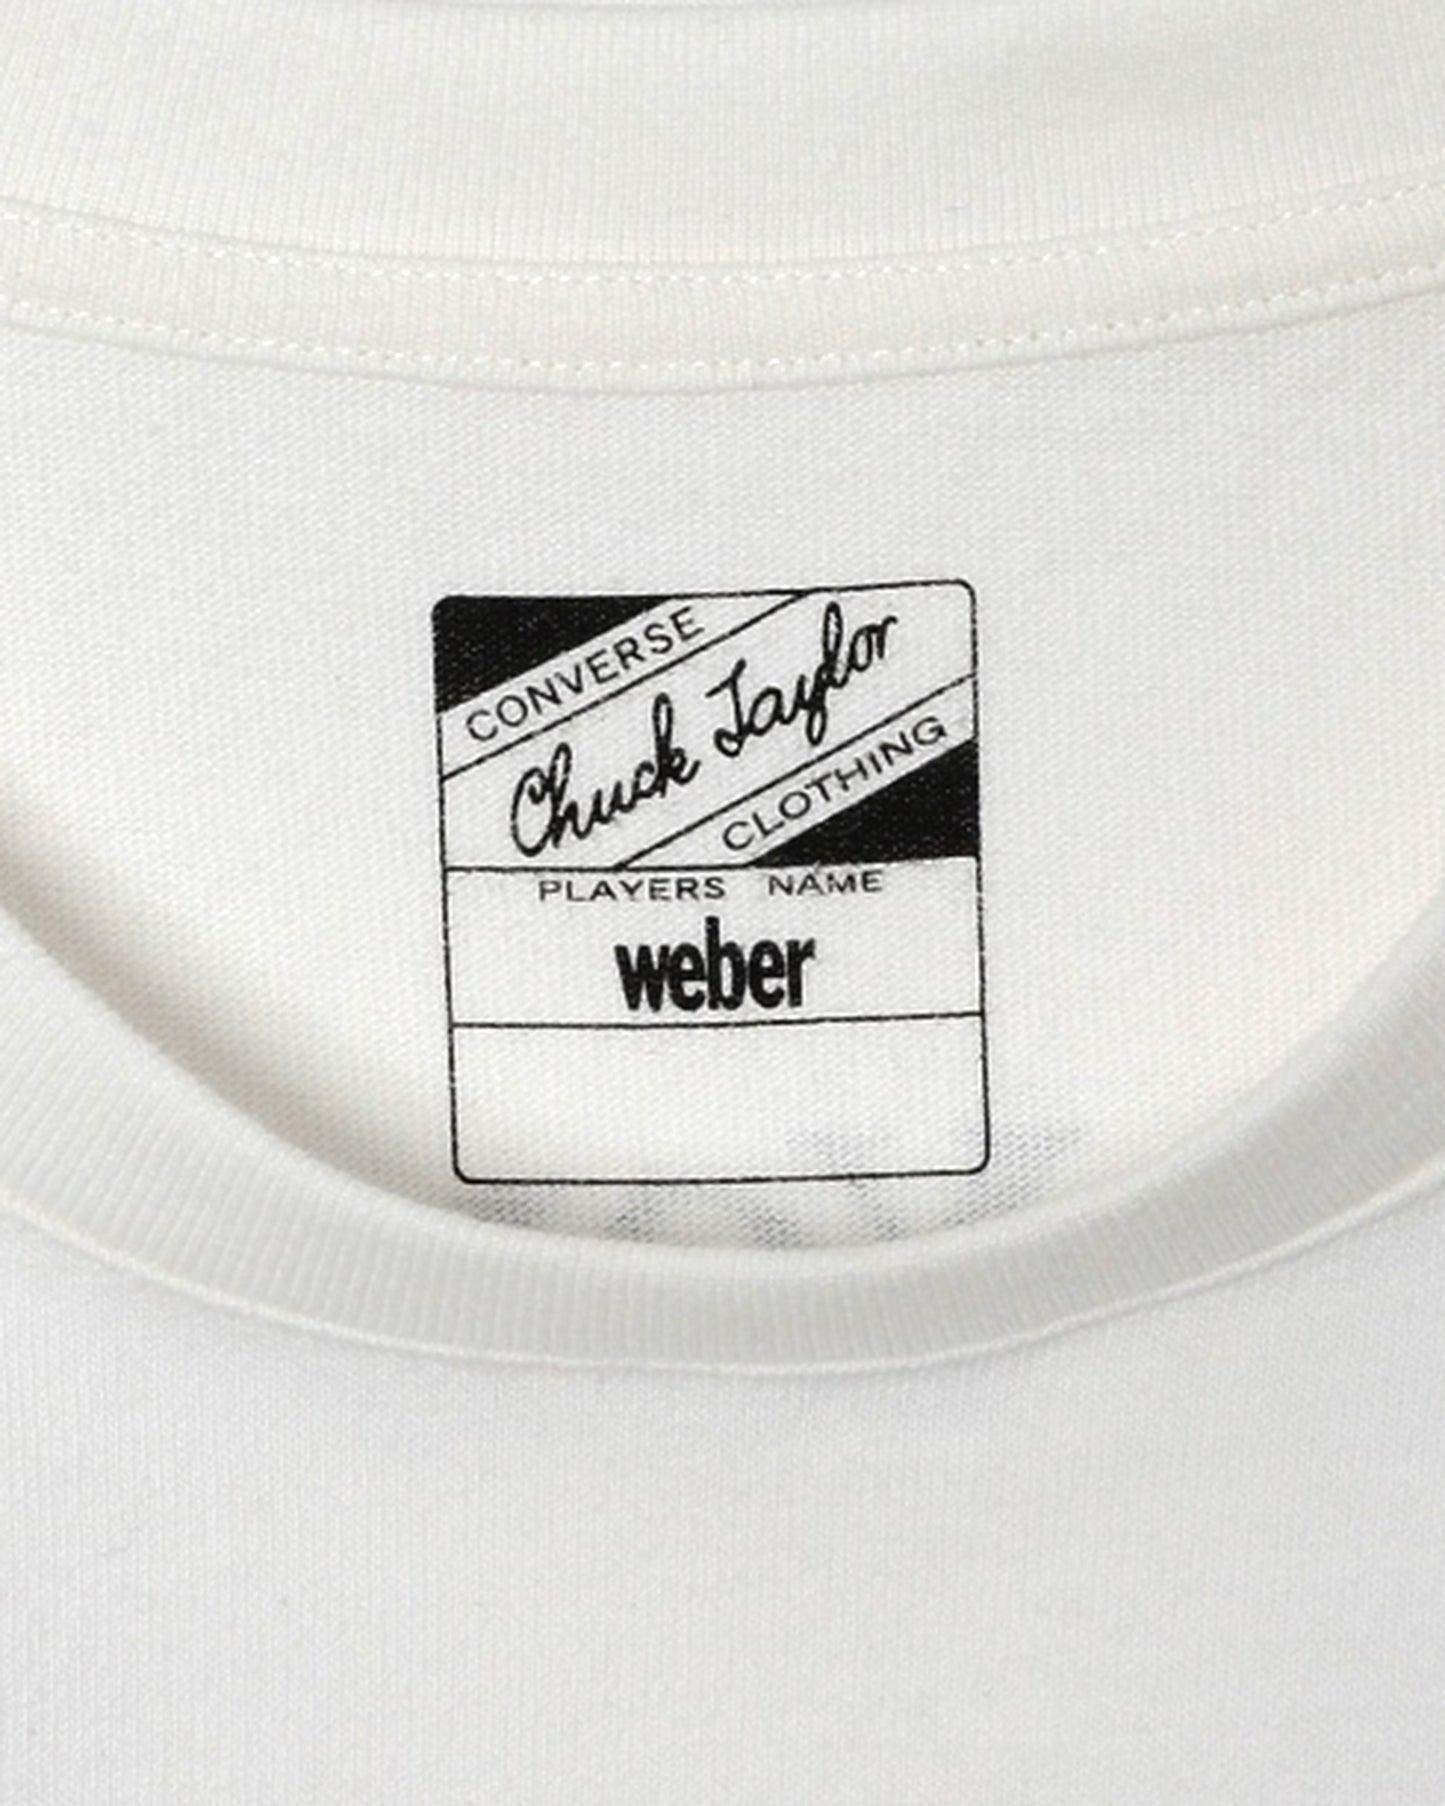 CONVERSE
Chuck Taylor
CLOTHING
PLAYERS NAME
weber